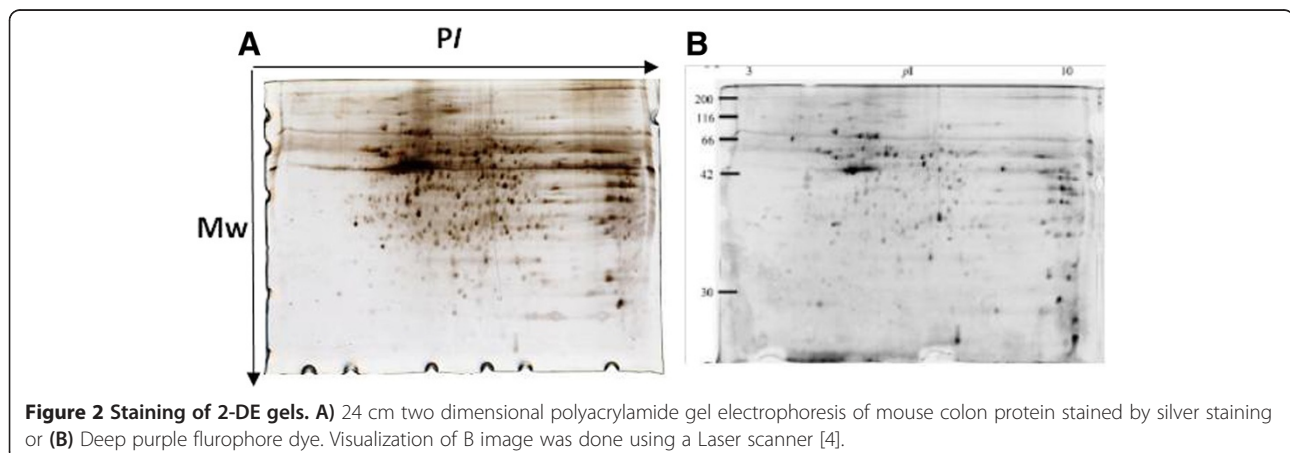 A
PI
Mw
B
3 pI 10
200
116
66
42
30
Figure 2 Staining of 2-DE gels. A) 24 cm two dimensional polyacrylamide gel electrophoresis of mouse colon protein stained by silver staining
or (B) Deep purple flurophore dye. Visualization of B image was done using a Laser scanner [4].